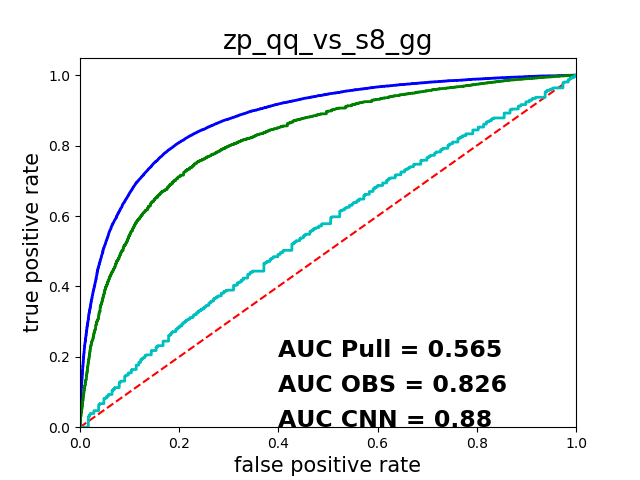 zp_qq_vs_s8_gg
true positive rate
1.0
0.8
0.6
0.4
0.2
0.0
AUC Pull = 0.565
AUC OBS = 0.826
AUC CNN = 0.88
0.0 0.2 0.4 0.6 0.8 1.0
false positive rate